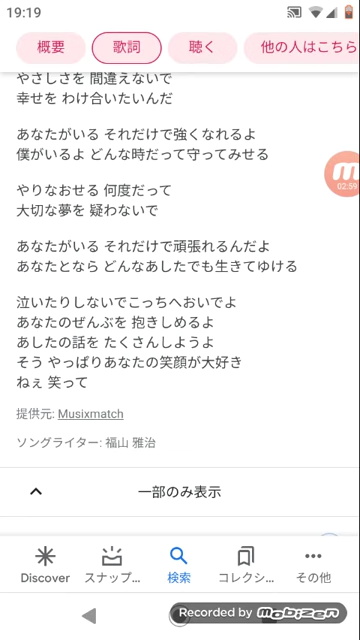 19:19
概要 歌詞 聴く 他の人はこちら
やさしさを 間違えないで
幸せを わけ合いたいんだ
あなたがいる それだけで強くなれるよ
僕がいるよ どんな時だって守ってみせる
やりなおせる 何度だって
大切な夢を 疑わないで
あなたがいる それだけで頑張れるんだよ
あなたとなら どんなあしたでも生きてゆける
泣いたりしないでこっちへおいでよ
あなたのぜんぶを 抱きしめるよ
あしたの話を たくさんしようよ
そう やっぱりあなたの笑顔が大好き
ねぇ 笑って
02:59
提供元: Musixmatch
ソングライター: 福山 雅治
一部のみ表示
Discover スナップ… 検索 コレクシ… その他
Recorded by mobizen